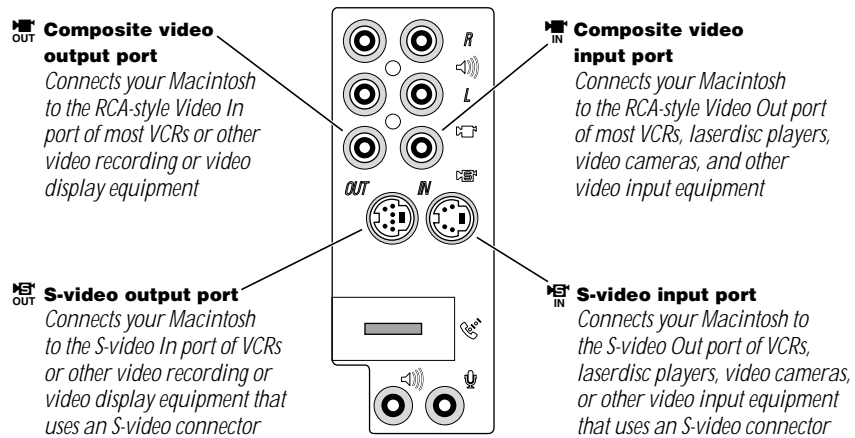 OUT
Composite video
output port
Connects your Macintosh
to the RCA-style Video In
port of most VCRs or other
video recording or video
display equipment
R
L
S
OUT IN
IN
Composite video
input port
Connects your Macintosh
to the RCA-style Video Out port
of most VCRs, laserdisc players,
video cameras, and other
video input equipment
S
OUT
S-video output port
Connects your Macintosh
to the S-video In port of VCRs
or other video recording or
video display equipment that
uses an S-video connector
S
IN
S-video input port
Connects your Macintosh to
the S-video Out port of VCRs,
laserdisc players, video cameras,
or other video input equipment
that uses an S-video connector